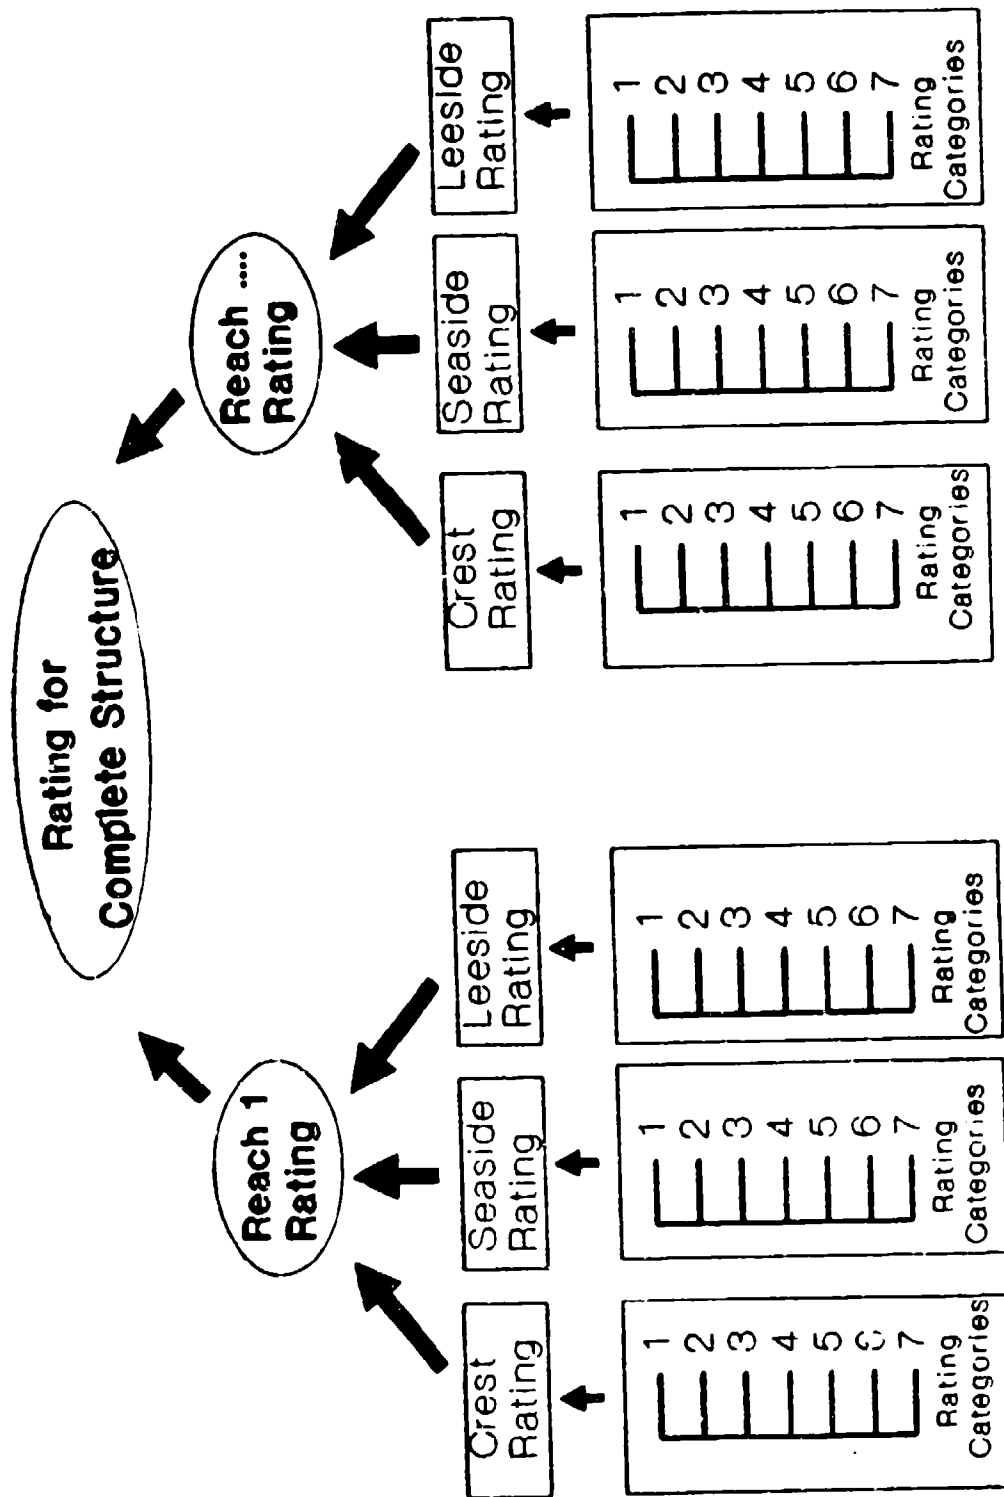 Rating for
Complete Structure
Reach 1
Rating
Reach ....
Rating
Crest
Rating
Seaside
Rating
Leeside
Rating
Crest
Rating
Seaside
Rating
Leeside
Rating
1
2
3
4
5
6
7
Rating
Categories
1
2
3
4
5
6
7
Rating
Categories
1
2
3
4
5
6
7
Rating
Categories
1
2
3
4
5
6
7
Rating
Categories
1
2
3
4
5
6
7
Rating
Categories
1
2
3
4
5
6
7
Rating
Categories